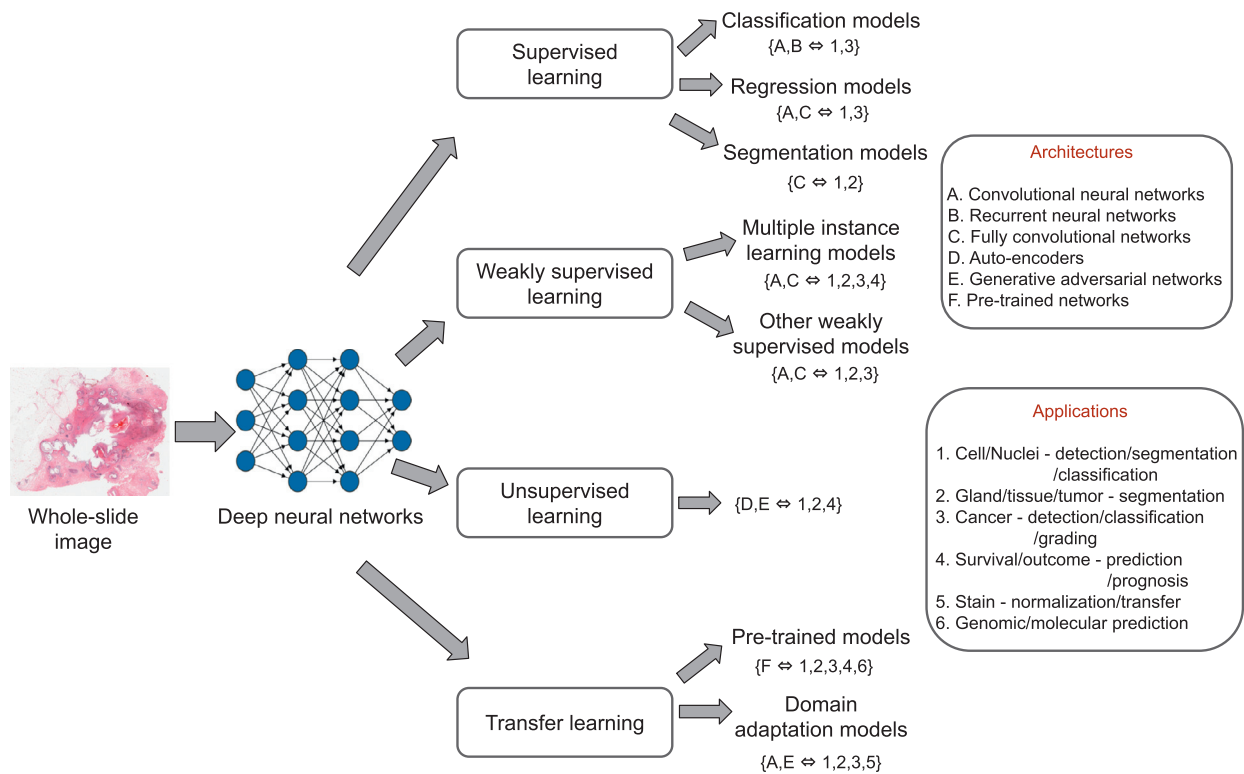 Whole-slide
image
Deep neural networks
Supervised
learning
Classification models
{A,B ⇔ 1,3}
Regression models
{A,C ⇔ 1,3}
Segmentation models
{C ⇔ 1,2}
Weakly supervised
learning
Multiple instance
learning models
{A,C ⇔ 1,2,3,4}
Other weakly
supervised models
{A,C ⇔ 1,2,3}
Unsupervised
learning
{D,E ⇔ 1,2,4}
Transfer learning
Pre-trained models
{F ⇔ 1,2,3,4,6}
Domain
adaptation models
{A,E ⇔ 1,2,3,5}
Architectures
A. Convolutional neural networks
B. Recurrent neural networks
C. Fully convolutional networks
D. Auto-encoders
E. Generative adversarial networks
F. Pre-trained networks
Applications
1. Cell/Nuclei - detection/segmentation
/classification
2. Gland/tissue/tumor - segmentation
3. Cancer - detection/classification
/grading
4. Survival/outcome - prediction
/prognosis
5. Stain - normalization/transfer
6. Genomic/molecular prediction